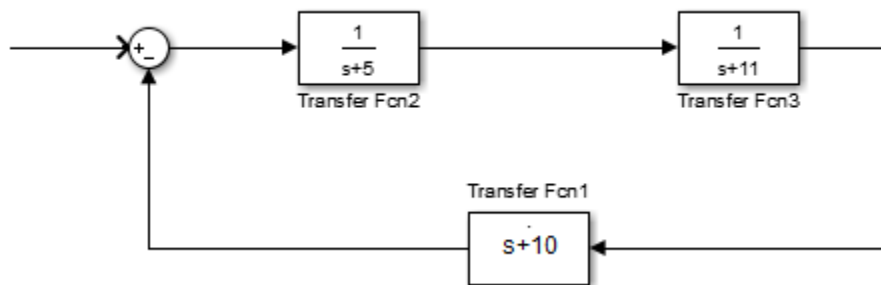 +
-
1
s+5
Transfer Fcn2
1
s+11
Transfer Fcn3
Transfer Fcn1
s+10